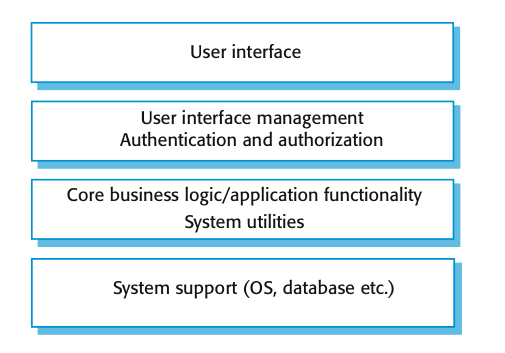 User interface
User interface management
Authentication and authorization
Core business logic/application functionality
System utilities
System support (OS, database etc.)